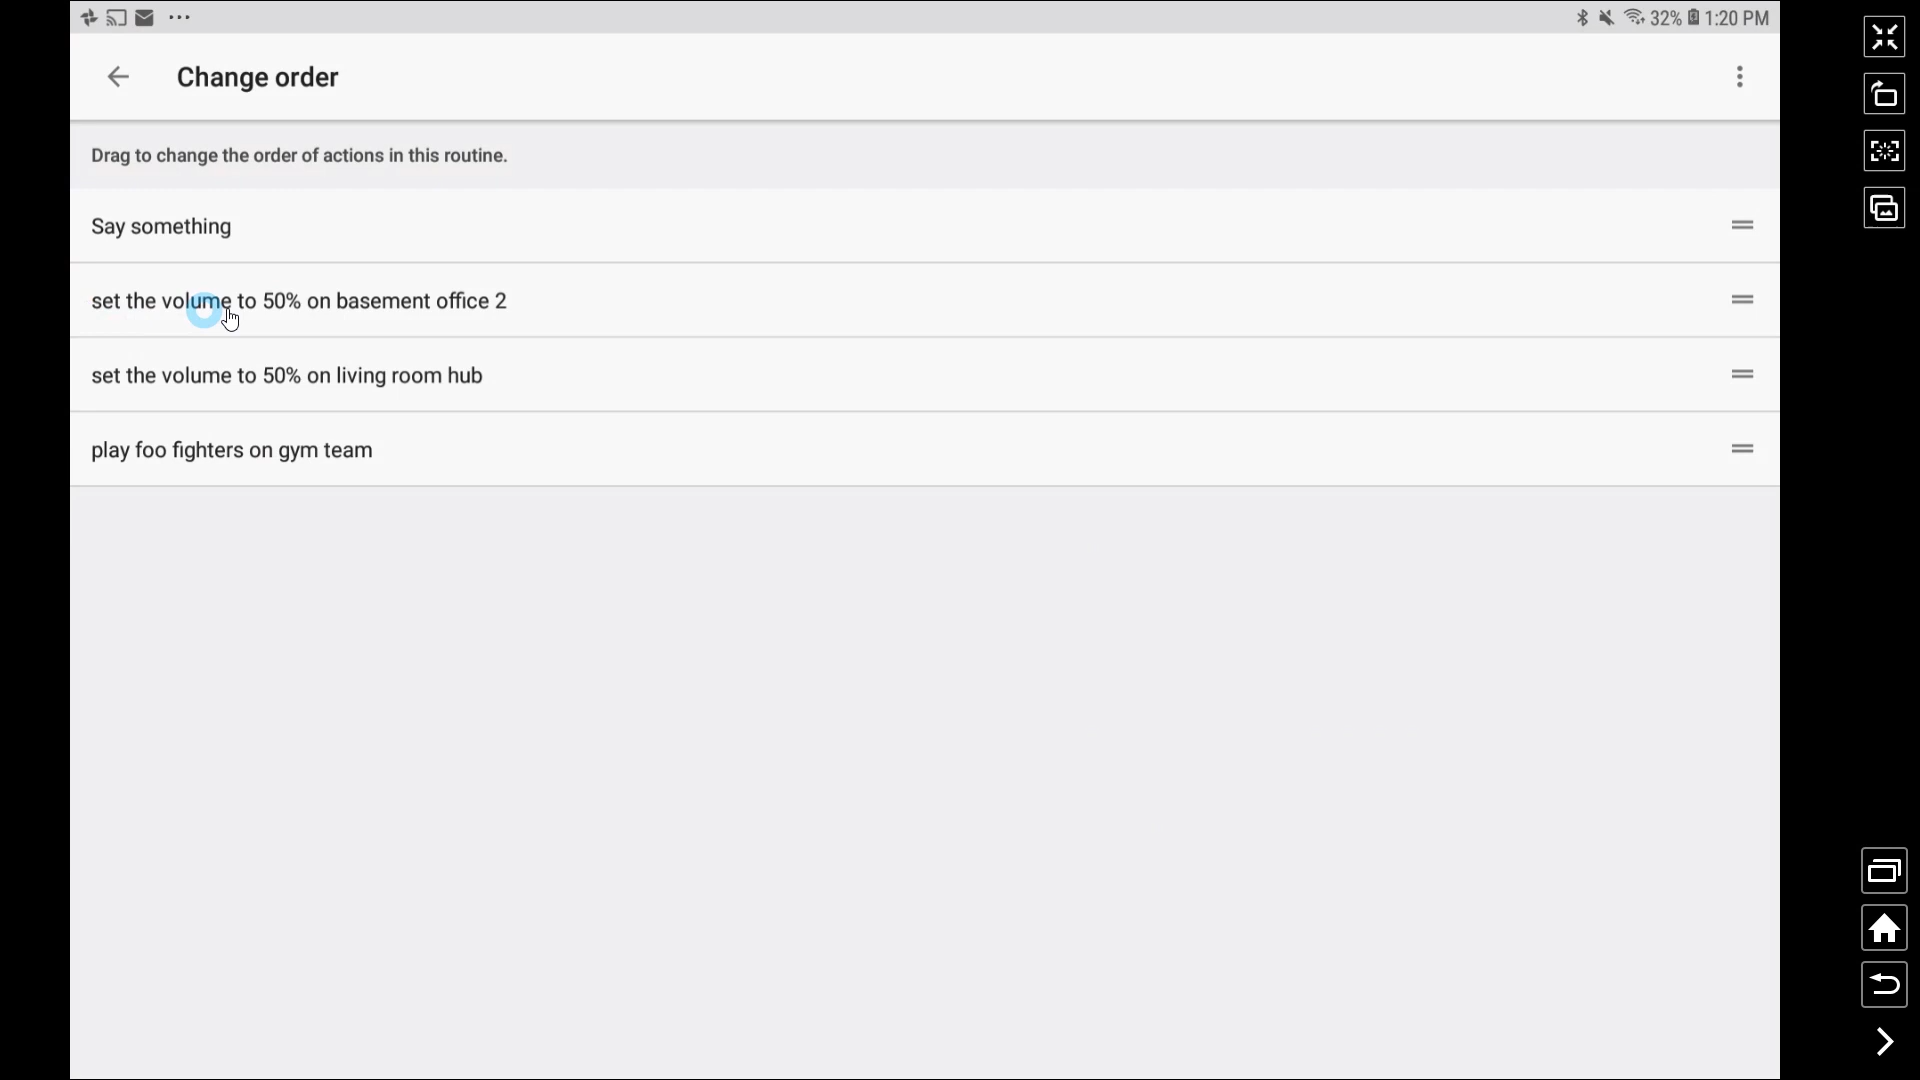 32% 1:20 PM
Change order
Drag to change the order of actions in this routine.
Say something
set the volume to 50% on basement office 2
set the volume to 50% on living room hub
play foo fighters on gym team